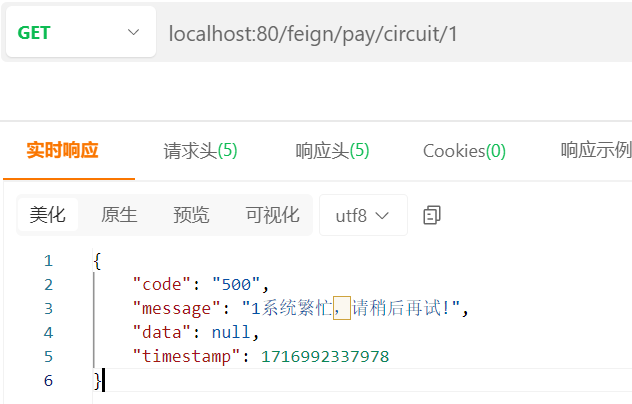 GET localhost:80/feign/pay/circuit/1
实时响应 请求头(5) 响应头(5) Cookies(0) 响应示例
美化 原生 预览 可视化 utf8
1 {
2 "code": "500",
3 "message": "1系统繁忙，请稍后再试!",
4 "data": null,
5 "timestamp": 1716992337978
6 }